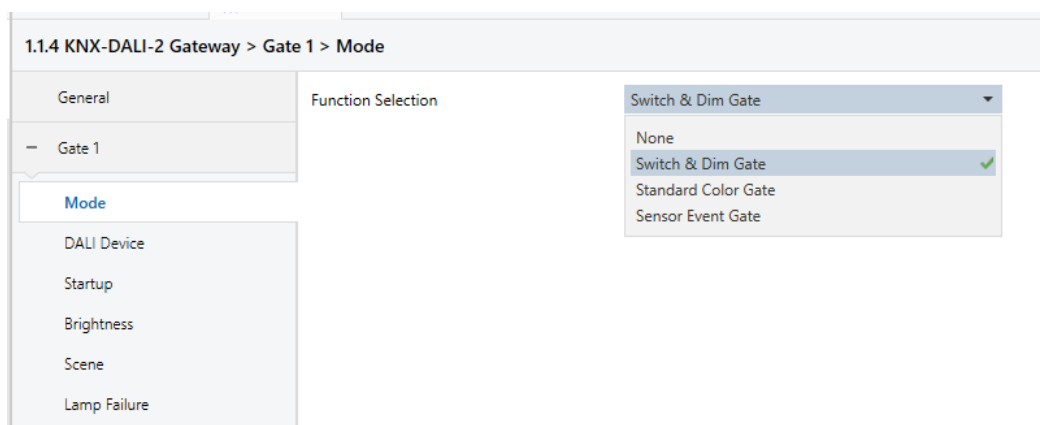 1.1.4 KNX-DALI-2 Gateway > Gate 1 > Mode
General
Function Selection
Switch & Dim Gate
None
Gate 1
Switch & Dim Gate
Standard Color Gate
Mode
Sensor Event Gate
DALI Device
Startup
Brightness
Scene
Lamp Failure